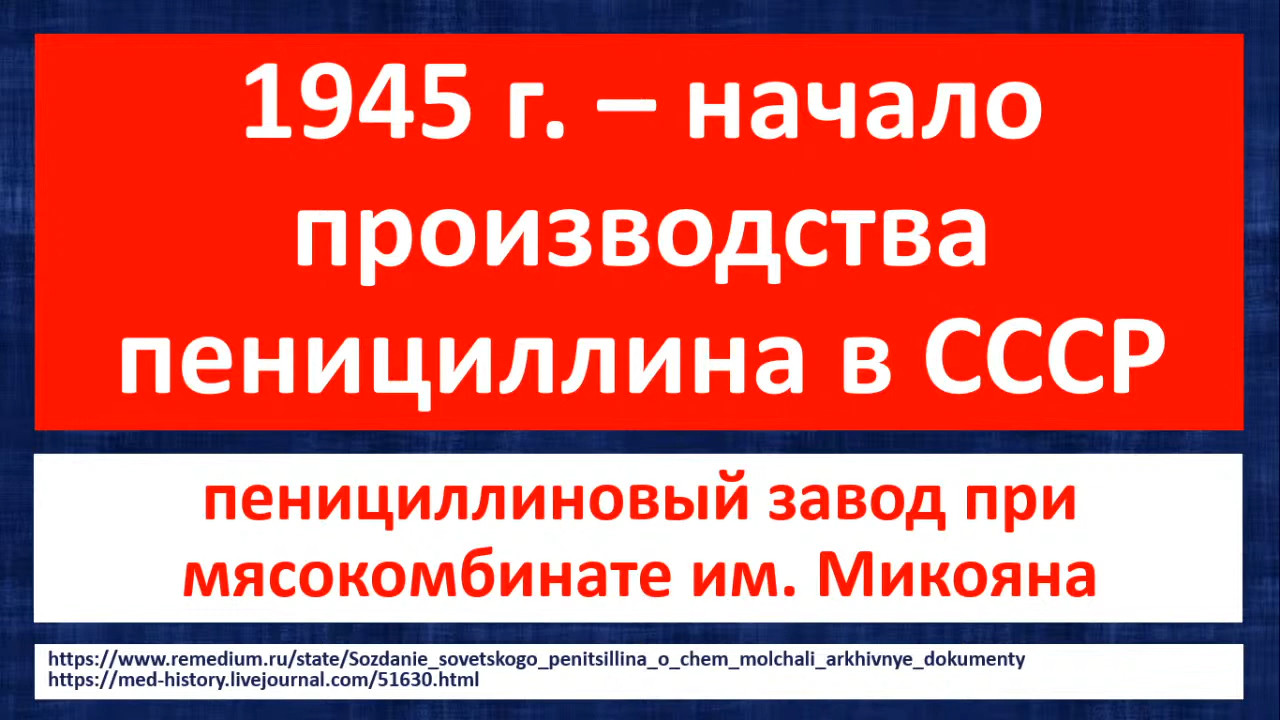 1945 г. – начало
производства
пенициллина в СССР
пенициллиновый завод при
мясокомбинате им. Микояна
https://www.remedium.ru/state/Sozdanie_sovetskogo_penitsillina_o_chem_molchali_arkhivnye_dokumenty
https://med-history.livejournal.com/51630.html